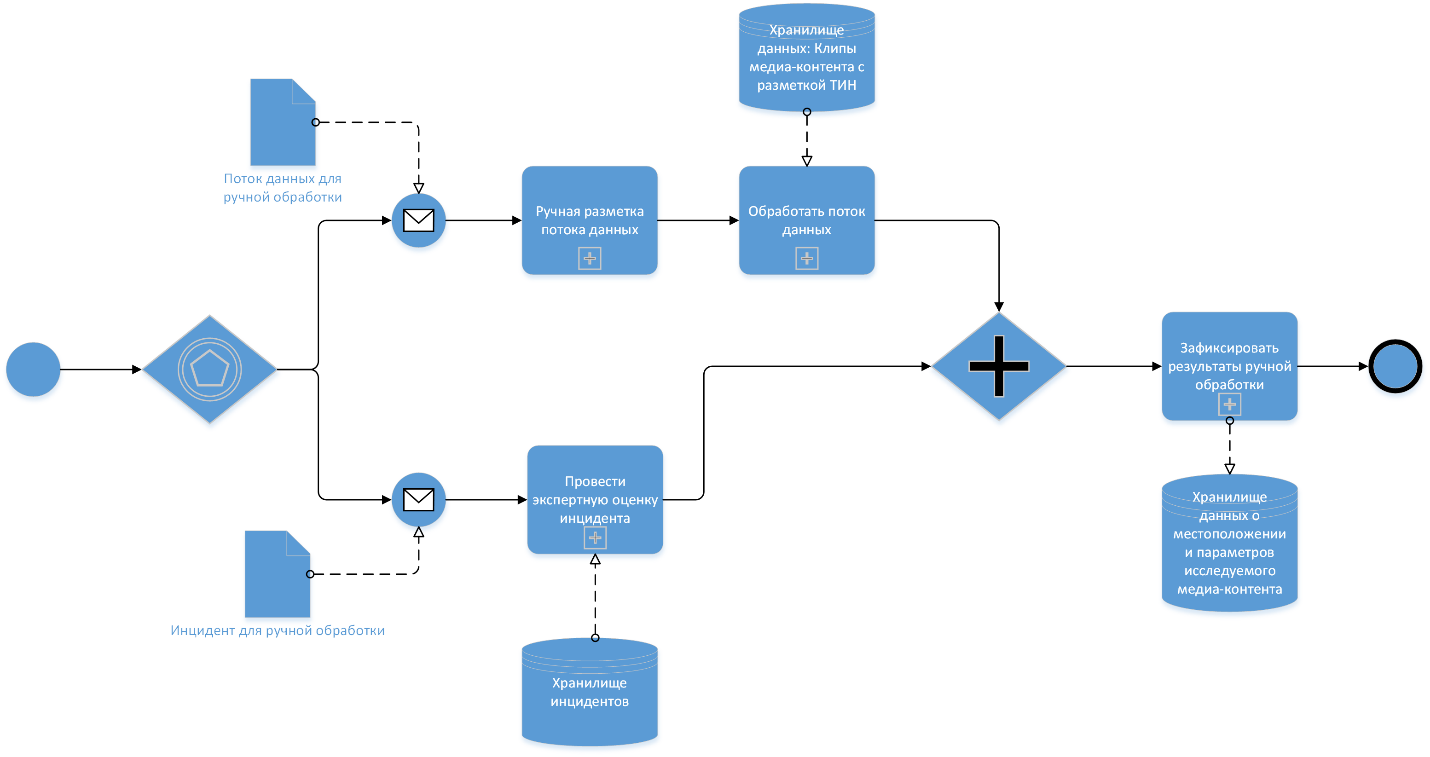 Хранилище
данных: Клипы
медиа-контента с
разметкой ТИН
Поток данных для
ручной обработки
Ручная разметка
потока данных
Обработать поток
данных
Зафиксировать
результаты ручной
обработки
Провести
экспертную оценку
инцидента
Хранилище
данных о
местоположении
и параметров
исследуемого
медиа-контента
Инцидент для ручной обработки
Хранилище
инцидентов